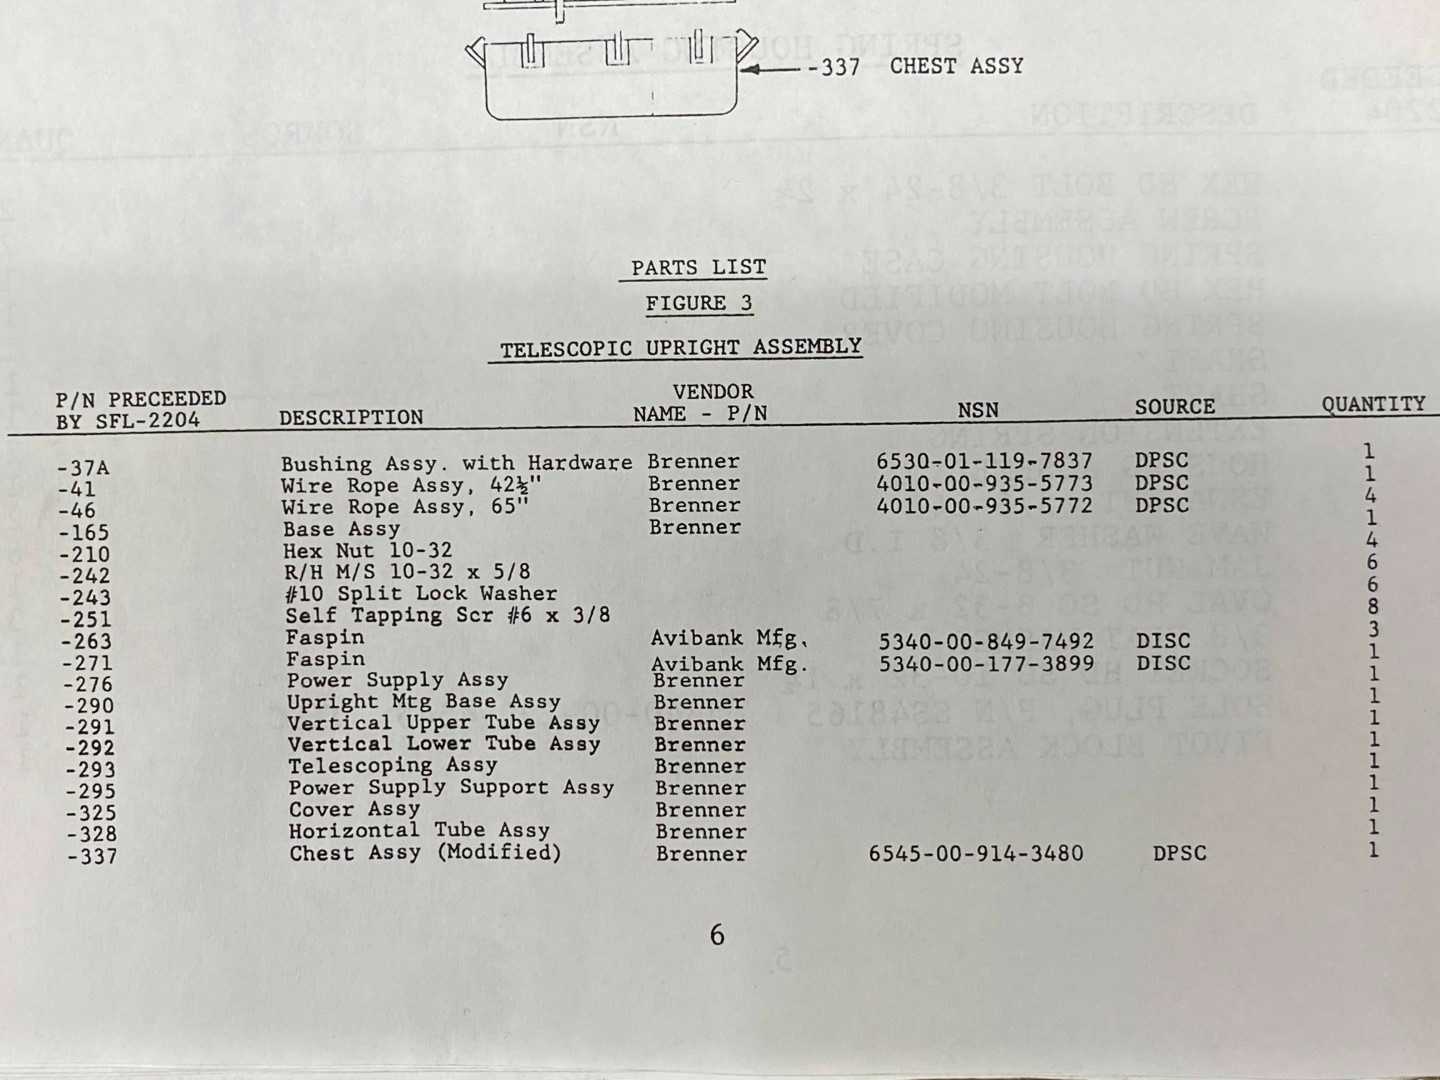 -337 CHEST ASSY
PARTS LIST
FIGURE 3
TELESCOPIC UPRIGHT ASSEMBLY
P/N PRECEEDED BY SFL-2204 DESCRIPTION VENDOR NAME - P/N NSN SOURCE QUANTITY
-37A Bushing Assy. with Hardware Brenner 6530-01-119-7837 DPSC 1
-41 Wire Rope Assy, 42½" Brenner 4010-00-935-5773 DPSC 1
-46 Wire Rope Assy, 65" Brenner 4010-00-935-5772 DPSC 4
-165 Base Assy Brenner 1
-210 Hex Nut 10-32 4
-242 R/H M/S 10-32 x 5/8 6
-243 #10 Split Lock Washer 6
-251 Self Tapping Scr #6 x 3/8 8
-263 Faspin Avibank Mfg. 5340-00-849-7492 DISC 3
-271 Faspin Avibank Mfg. 5340-00-177-3899 DISC 1
-276 Power Supply Assy Brenner 1
-290 Upright Mtg Base Assy Brenner 1
-291 Vertical Upper Tube Assy Brenner 1
-292 Vertical Lower Tube Assy Brenner 1
-293 Telescoping Assy Brenner 1
-295 Power Supply Support Assy Brenner 1
-325 Cover Assy Brenner 1
-328 Horizontal Tube Assy Brenner 1
-337 Chest Assy (Modified) Brenner 6545-00-914-3480 DPSC 1
6